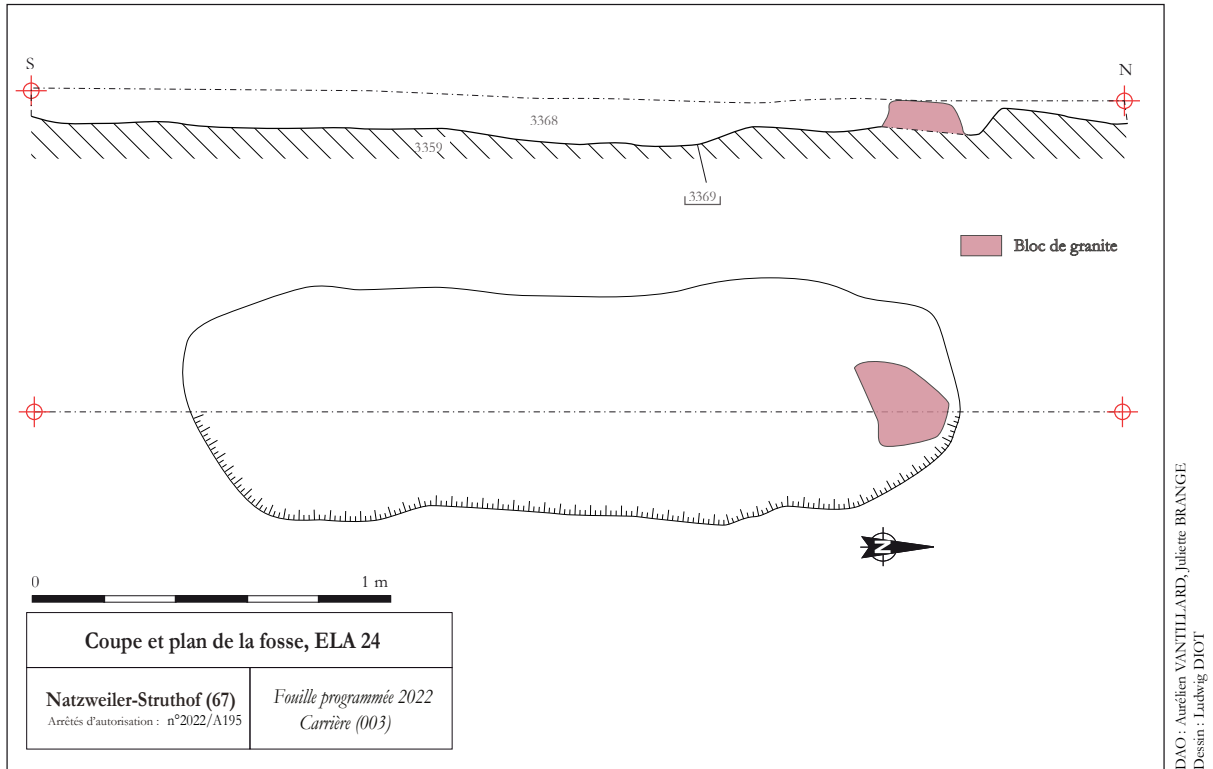 S
N
3368
3359
3369
Bloc de granite
N
0 1 m
Coupe et plan de la fosse, ELA 24
Natzweiler-Struthof (67)
Arrêtés d'autorisation : n°2022/A195
Fouille programmée 2022
Carrière (003)
DAO : Aurélien VANTILLARD, Juliette BRANGE
Dessin : Ludwig DIOT